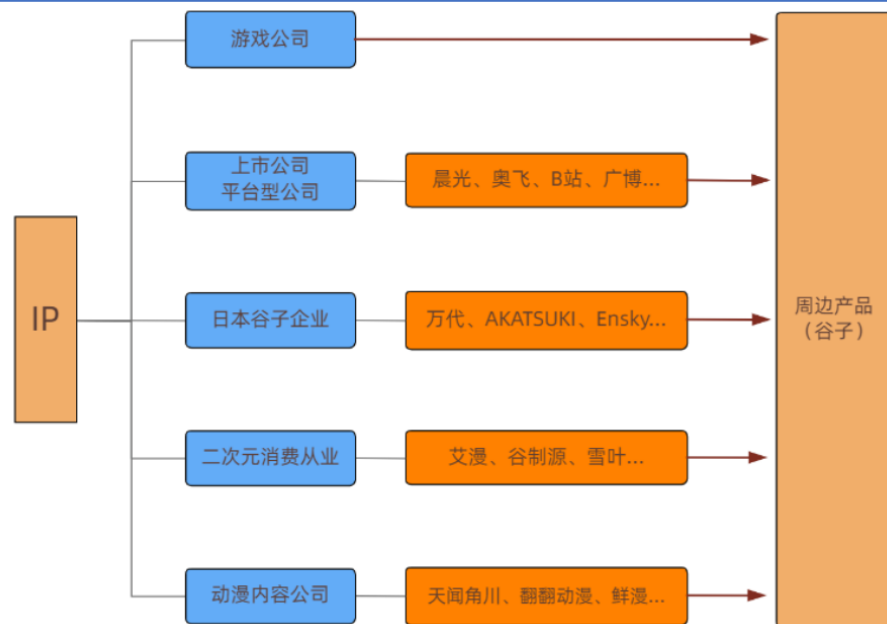 游戏公司
上市公司
平台型公司
晨光、奥飞、B站、广博...
IP
日本谷子企业
万代、AKATSUKI、Ensky...
周边产品
（谷子）
二次元消费从业
艾漫、谷制源、雪叶...
动漫内容公司
天闻角川、翻翻动漫、鲜漫...